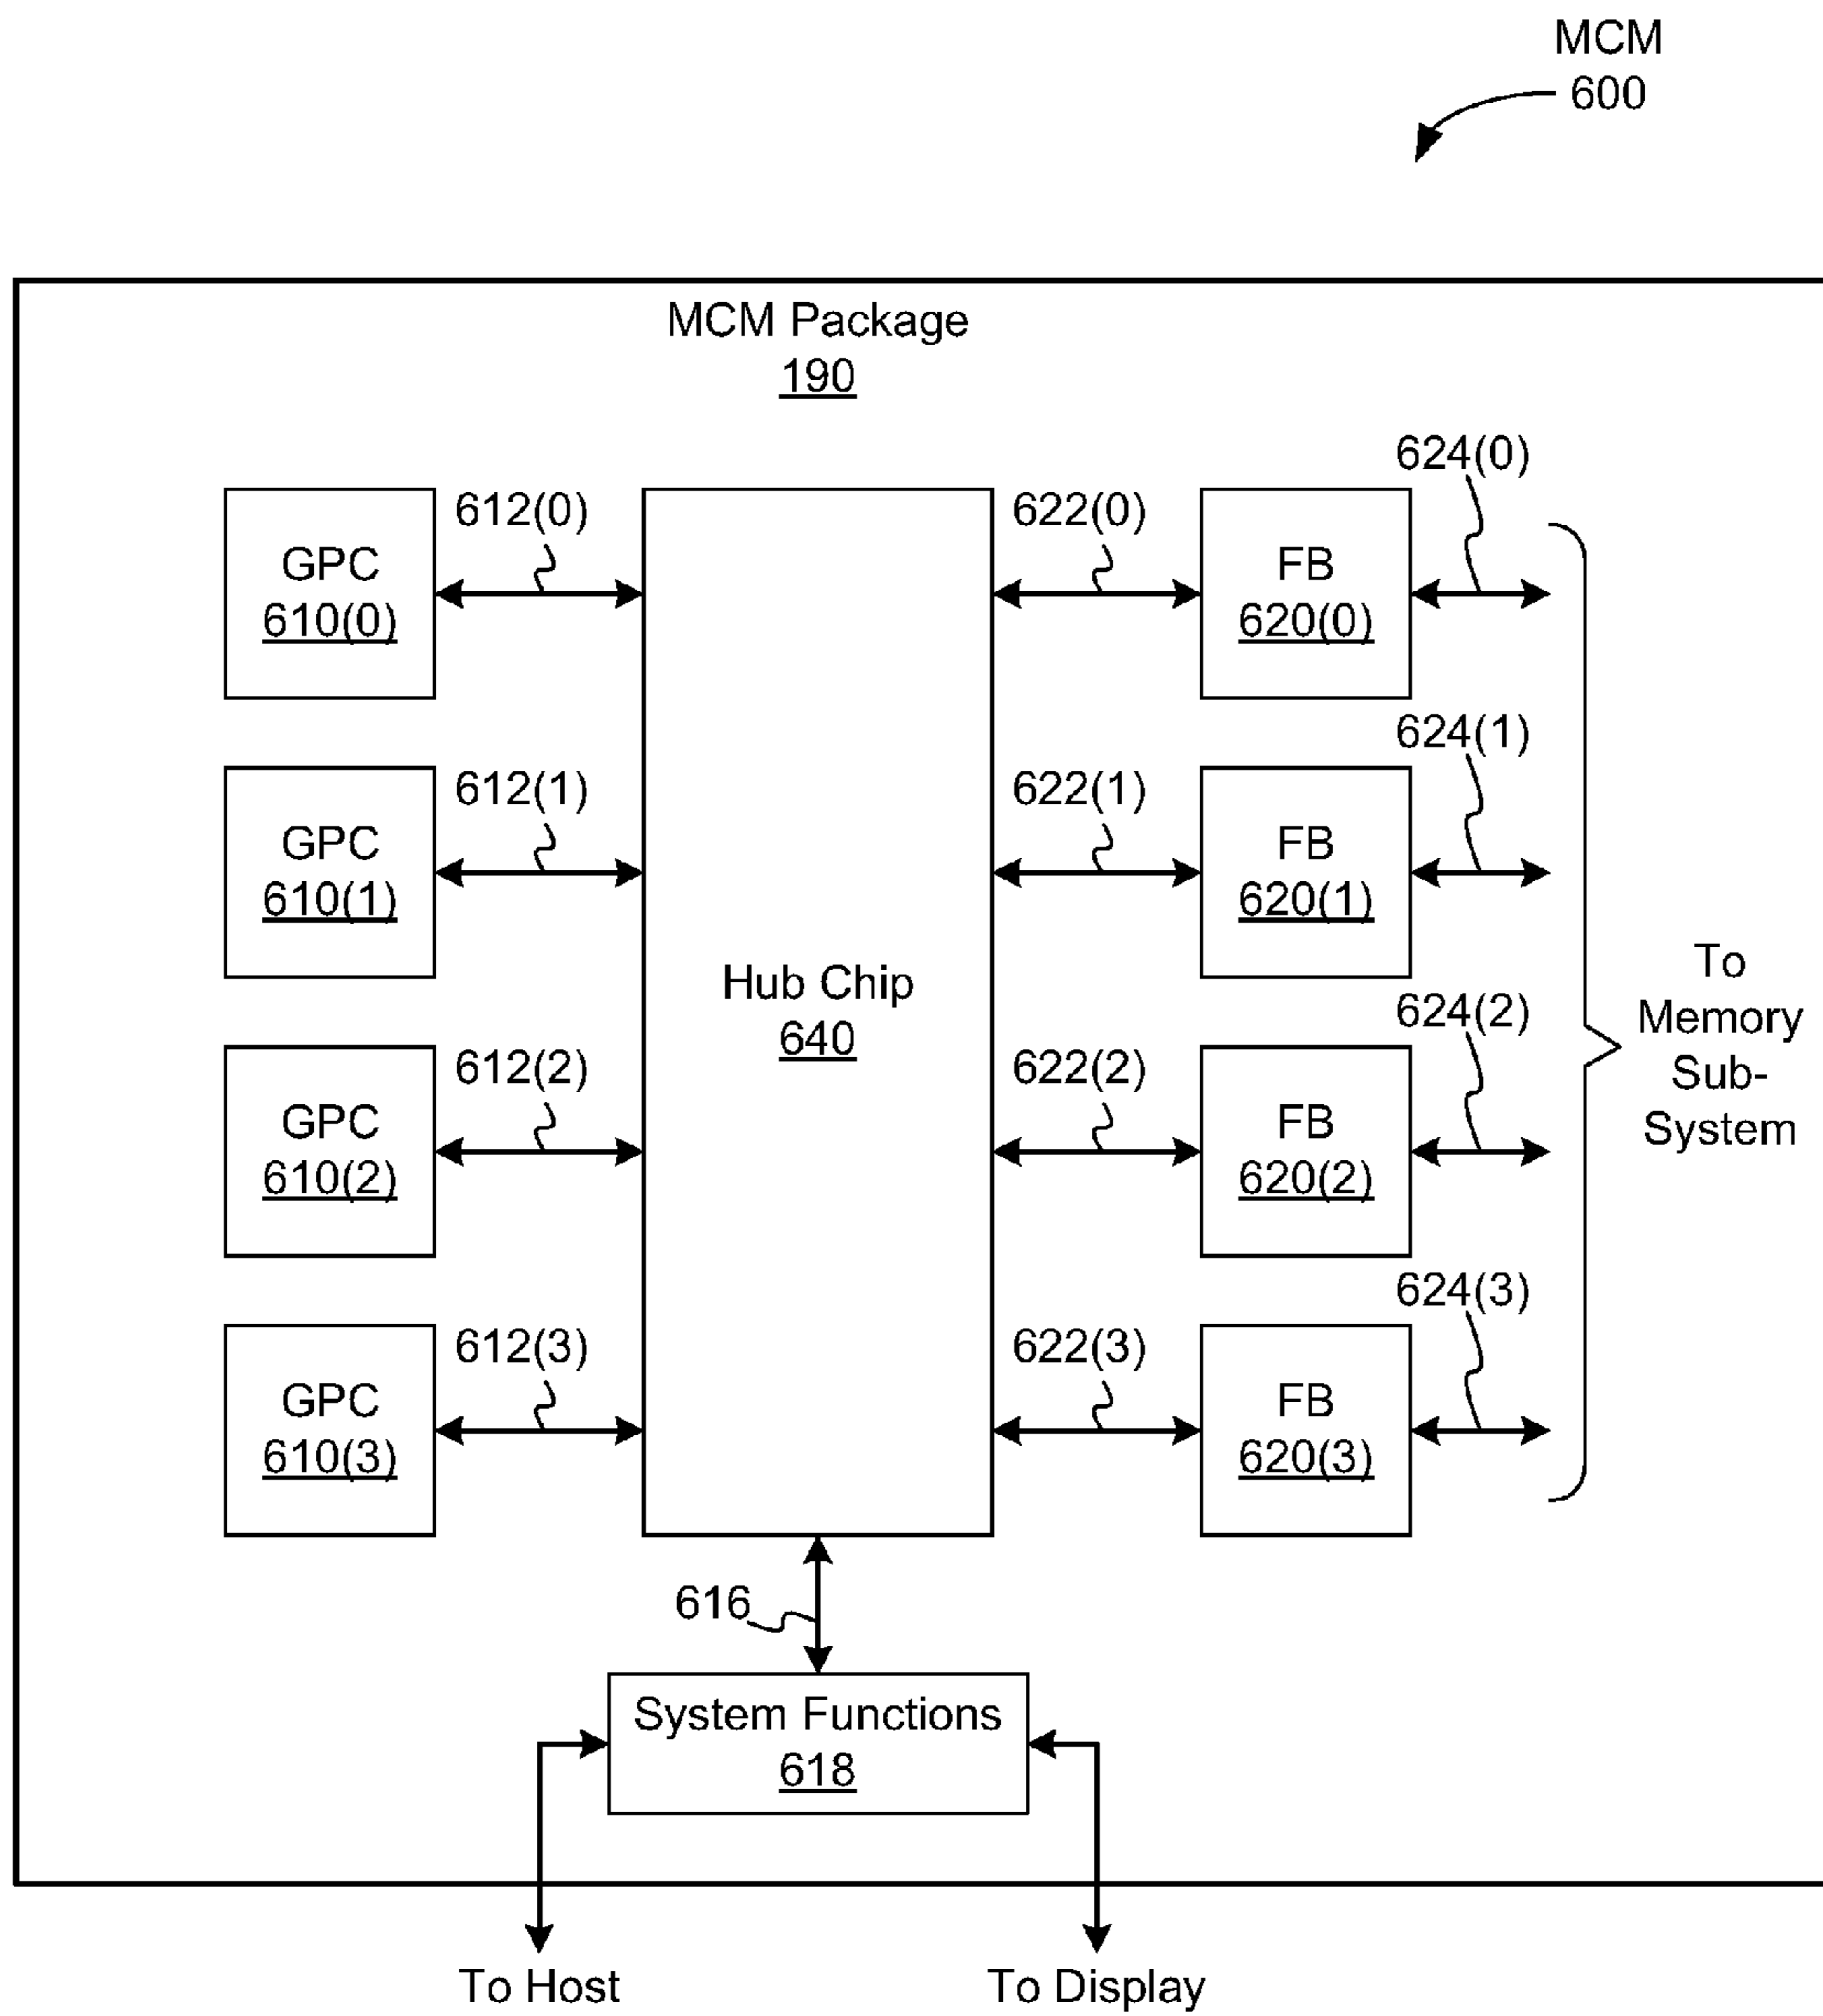 MCM
600
MCM Package
190
624(0)
612(0)
622(0)
GPC
610(0)
FB
620(0)
624(1)
612(1)
622(1)
GPC
610(1)
FB
620(1)
Hub Chip
640
To
Memory
Sub-
System
624(2)
612(2)
622(2)
GPC
610(2)
FB
620(2)
624(3)
612(3)
622(3)
GPC
610(3)
FB
620(3)
616
System Functions
618
To Host
To Display